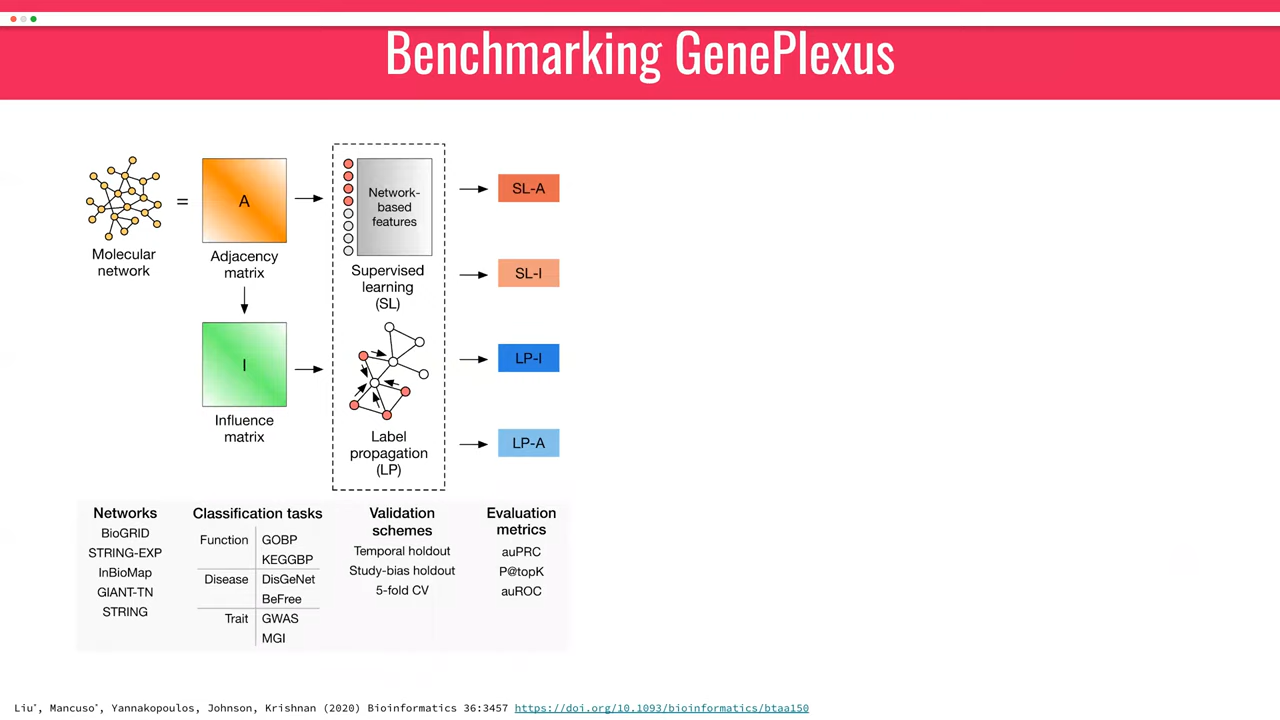 Benchmarking GenePlexus
=
Molecular
network
A
Adjacency
matrix
I
Influence
matrix
Network-
based
features
Supervised
learning
(SL)
Label
propagation
(LP)
SL-A
SL-I
LP-I
LP-A
Networks
BioGRID
STRING-EXP
InBioMap
GIANT-TN
STRING
Classification tasks
Function GOBP
KEGGBP
Disease DisGeNet
BeFree
Trait GWAS
MGI
Validation
schemes
Temporal holdout
Study-bias holdout
5-fold CV
Evaluation
metrics
auPRC
P@topK
auROC
Liu*, Mancuso*, Yannakopoulos, Johnson, Krishnan (2020) Bioinformatics 36:3457 https://doi.org/10.1093/bioinformatics/btaa150